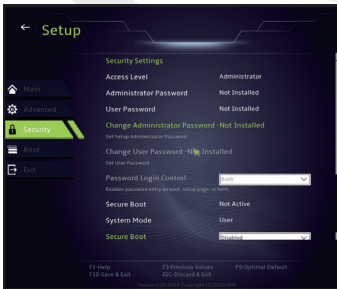 ← Setup
Main
Advanced
Security
Boot
Exit
Security Settings
Access Level Administrator
Administrator Password Not Installed
User Password Not Installed
Change Administrator Password -Not Installed
Set Setup Administrator Password
Change User Password -Not Installed
Set User Password
Password Login Control Both
Enables password entry on boot, setup page, or both.
Secure Boot Not Active
System Mode User
Secure Boot Disabled
F1-Help F3-Previous Values F9-Optimal Default
F10-Save & Exit ESC-Discard & Exit